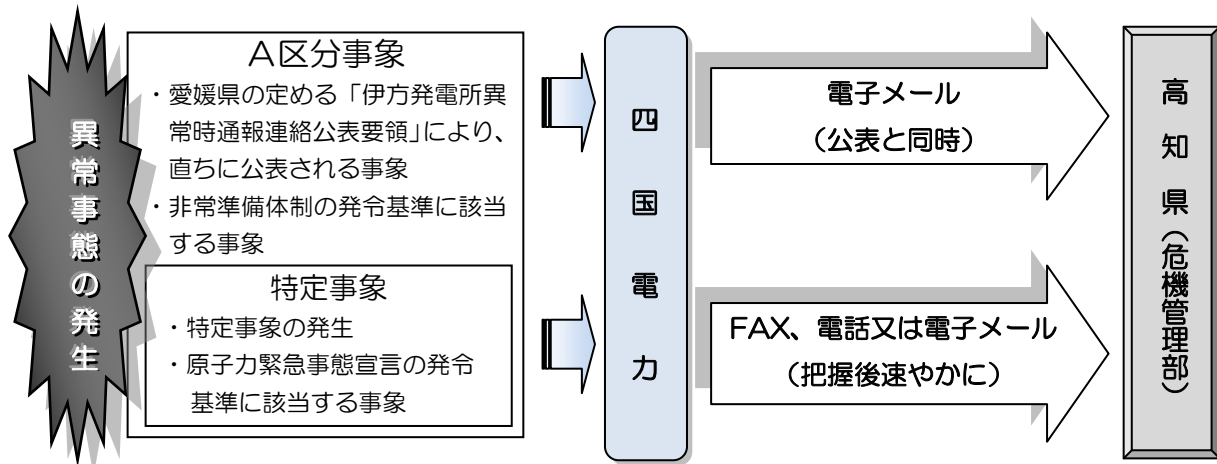 異常事態の発生
A区分事象
・愛媛県の定める「伊方発電所異
常時通報連絡公表要領」により、
直ちに公表される事象
・非常準備体制の発令基準に該当
する事象
特定事象
・特定事象の発生
・原子力緊急事態宣言の発令
基準に該当する事象
四国電力
電子メール
（公表と同時）
FAX、電話又は電子メール
（把握後速やかに）
高知県（危機管理部）